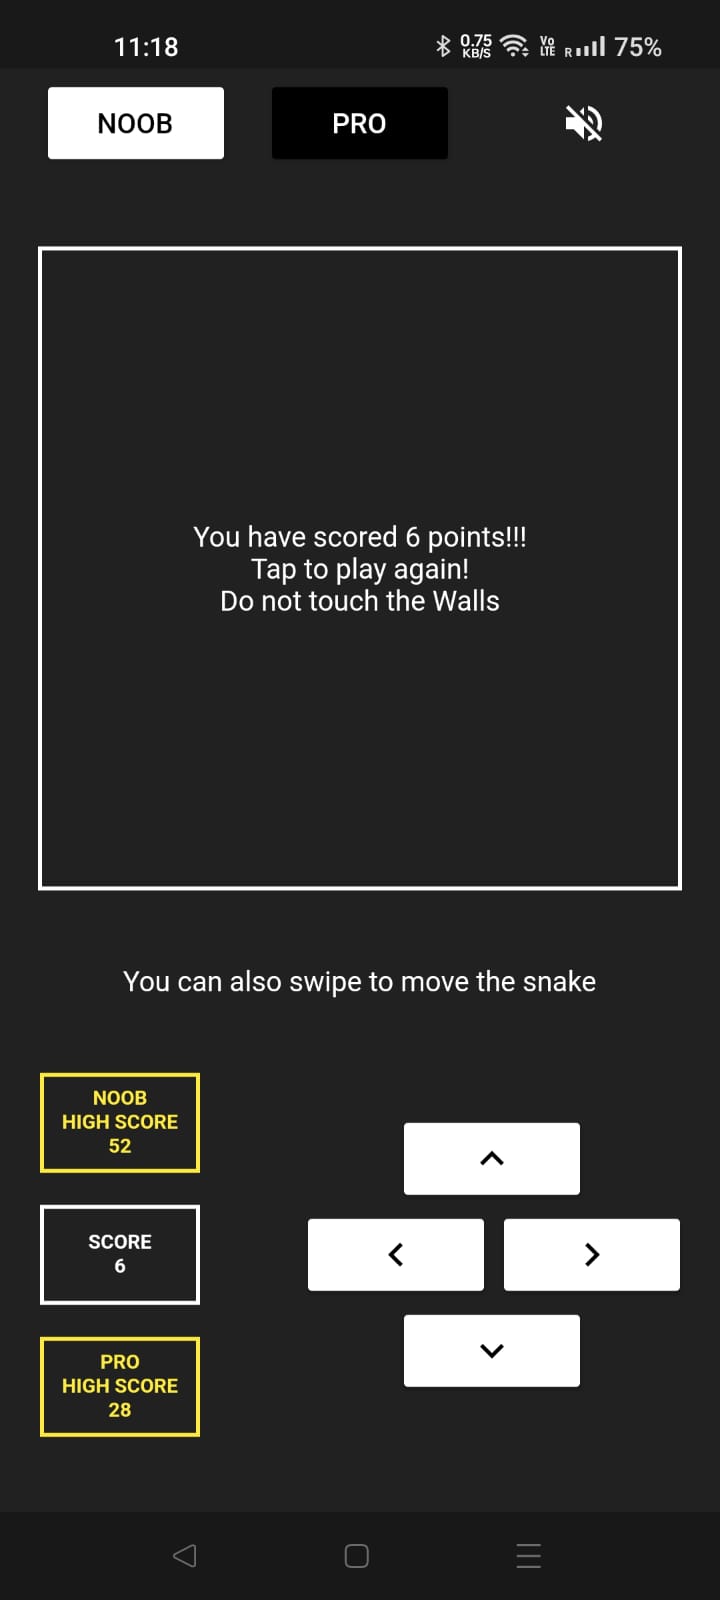 11:18
0.75
KB/S
Vo
LTE
R
75%
NOOB
PRO
You have scored 6 points!!!
Tap to play again!
Do not touch the Walls
You can also swipe to move the snake
NOOB
HIGH SCORE
52
SCORE
6
PRO
HIGH SCORE
28